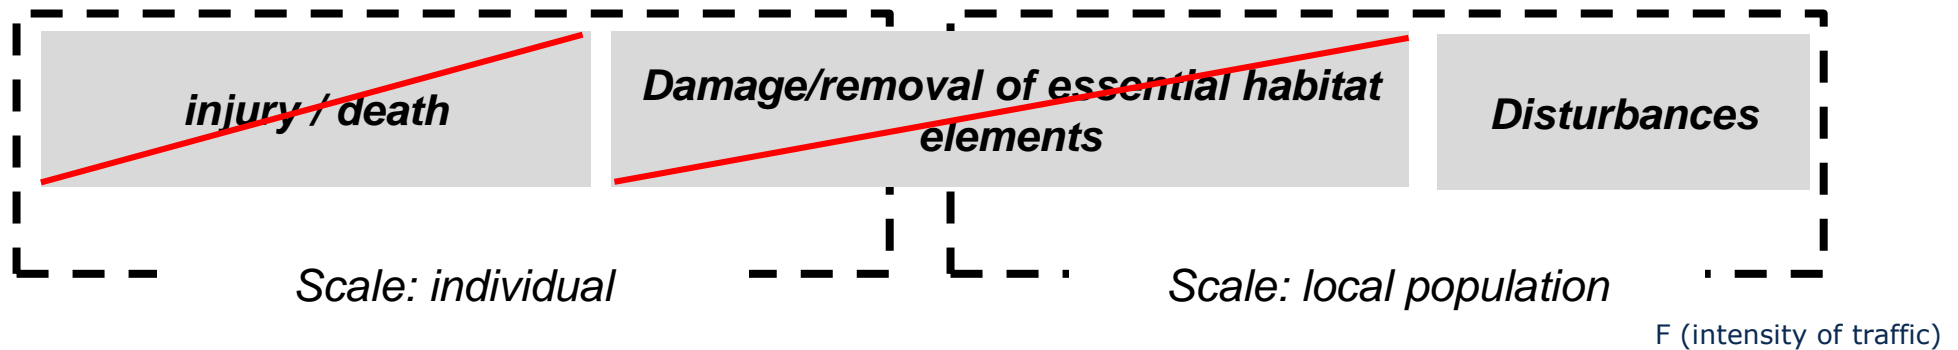 injury / death
Damage/removal of essential habitat
elements
Disturbances
Scale: individual
Scale: local population
F (intensity of traffic)